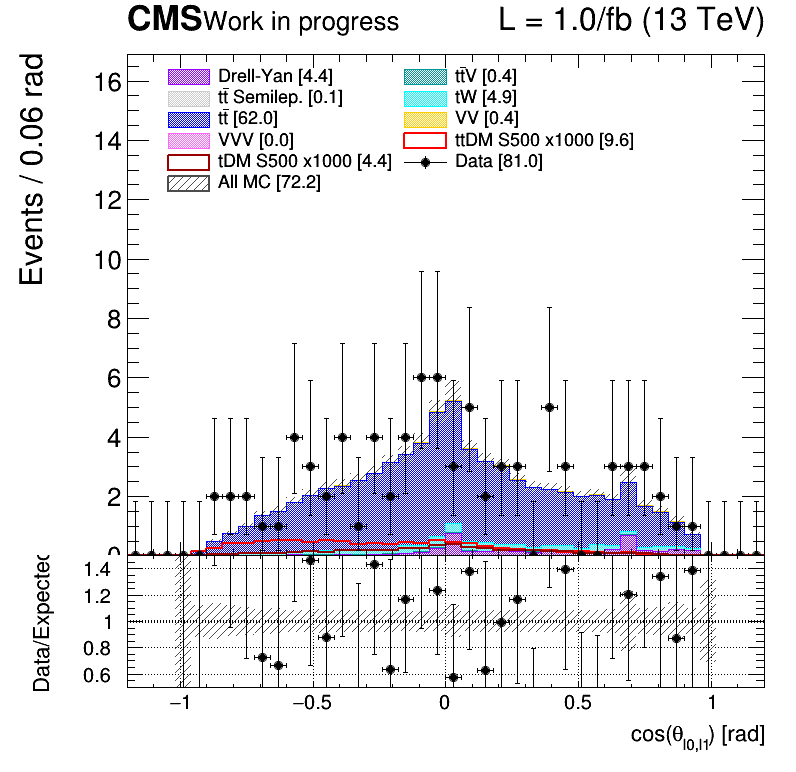 CMS Work in progress L = 1.0/fb (13 TeV)
Events / 0.06 rad
Drell-Yan [4.4] tt̄V [0.4]
tt̄ Semilep. [0.1] tW [4.9]
tt̄ [62.0] VV [0.4]
VVV [0.0] ttDM S500 x1000 [9.6]
tDM S500 x1000 [4.4] Data [81.0]
All MC [72.2]
16
14
12
10
8
6
4
2
0
Data/Expected
1.4
1.2
1
0.8
0.6
−1 −0.5 0 0.5 1
cos(θl0,l1) [rad]